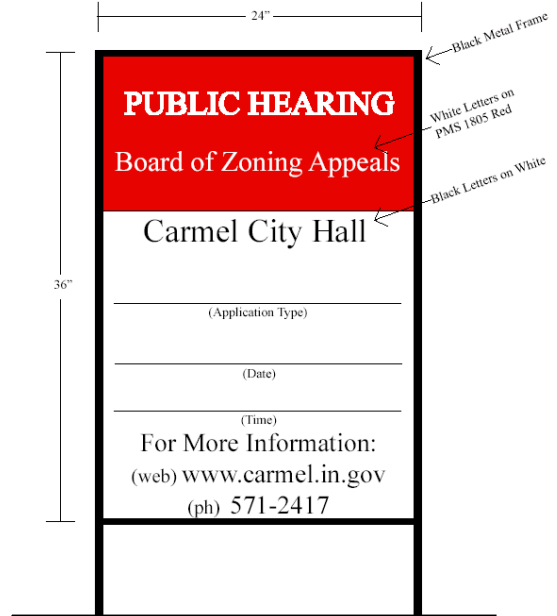 24”
Black Metal Frame
PUBLIC HEARING
White Letters on
PMS 1805 Red
Board of Zoning Appeals
Black Letters on White
Carmel City Hall
36”
(Application Type)
(Date)
(Time)
For More Information:
(web) www.carmel.in.gov
(ph) 571-2417